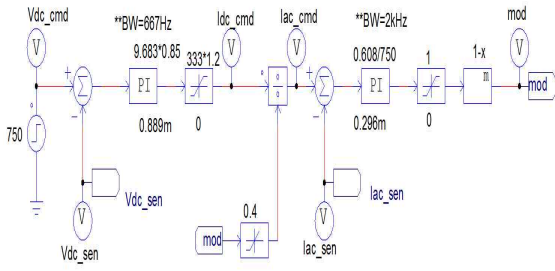 Vdc_cmd
**BW=667Hz
Idc_cmd
Iac_cmd
**BW=2kHz
mod
V
V
V
V
9.683*0.85
333*1.2
0.608/750
1
1-x
Σ
PI
÷
Σ
PI
m
mod
750
0.889m
0
0.296m
0
Vdc_sen
Iac_sen
mod
0.4
V
V
Vdc_sen
Iac_sen